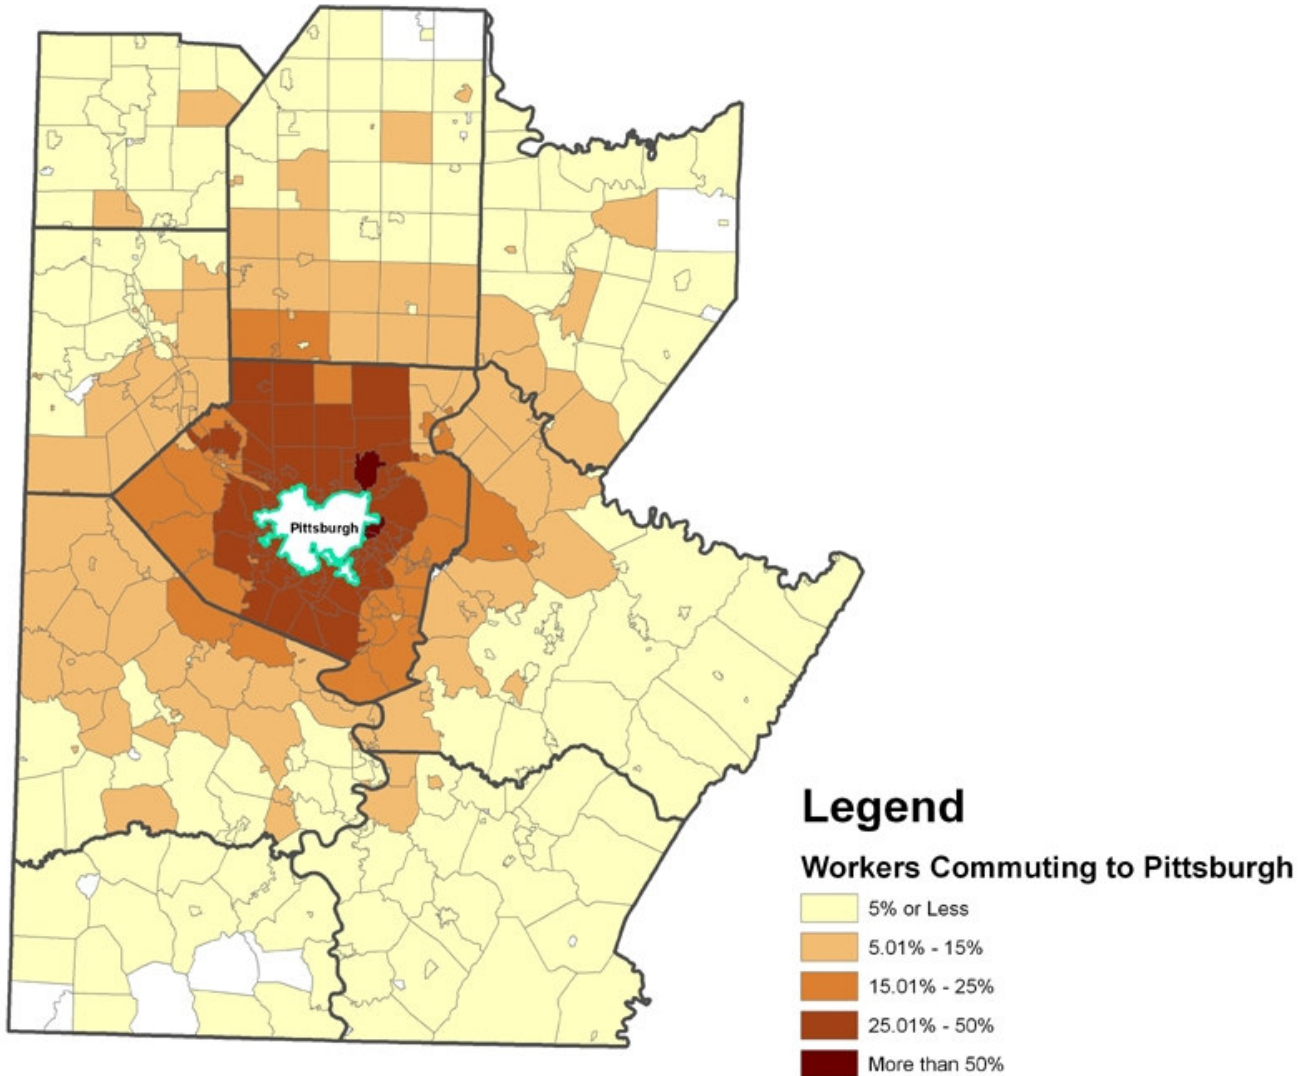 Pittsburgh
Legend
Workers Commuting to Pittsburgh
5% or Less
5.01% - 15%
15.01% - 25%
25.01% - 50%
More than 50%